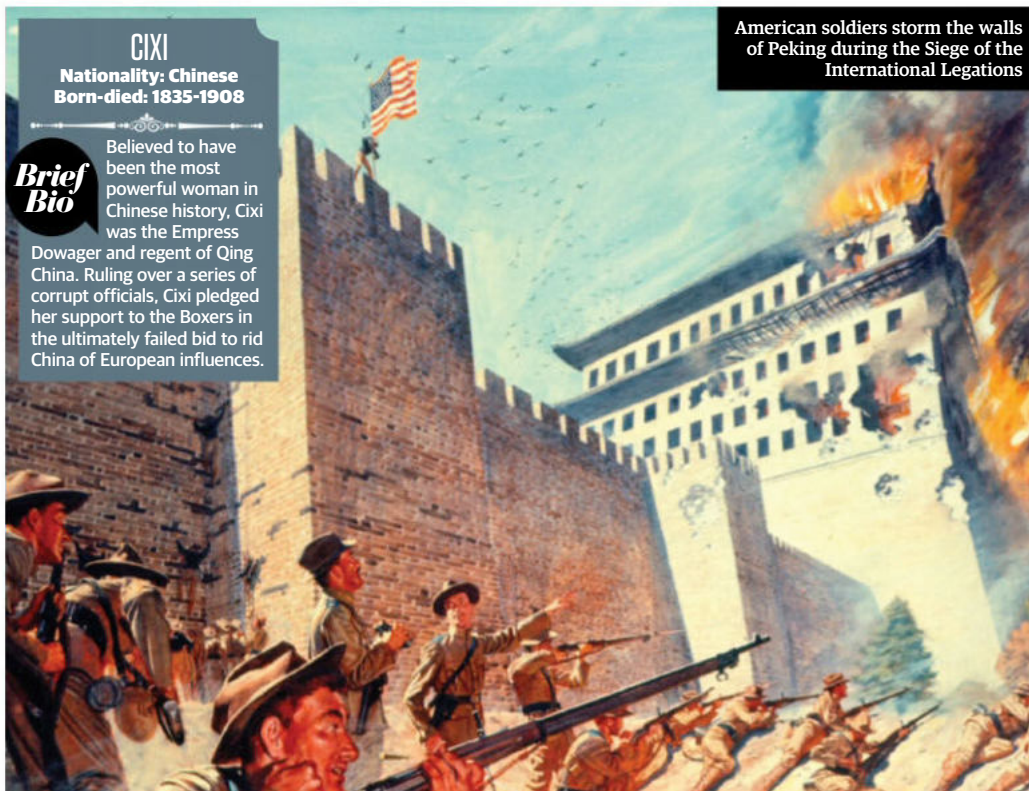 CIXI
Nationality: Chinese
Born-died: 1835-1908
Brief
Bio
Believed to have
been the most
powerful woman in
Chinese history, Cixi
was the Empress
Dowager and regent of Qing
China. Ruling over a series of
corrupt officials, Cixi pledged
her support to the Boxers in
the ultimately failed bid to rid
China of European influences.
American soldiers storm the walls
of Peking during the Siege of the
International Legations